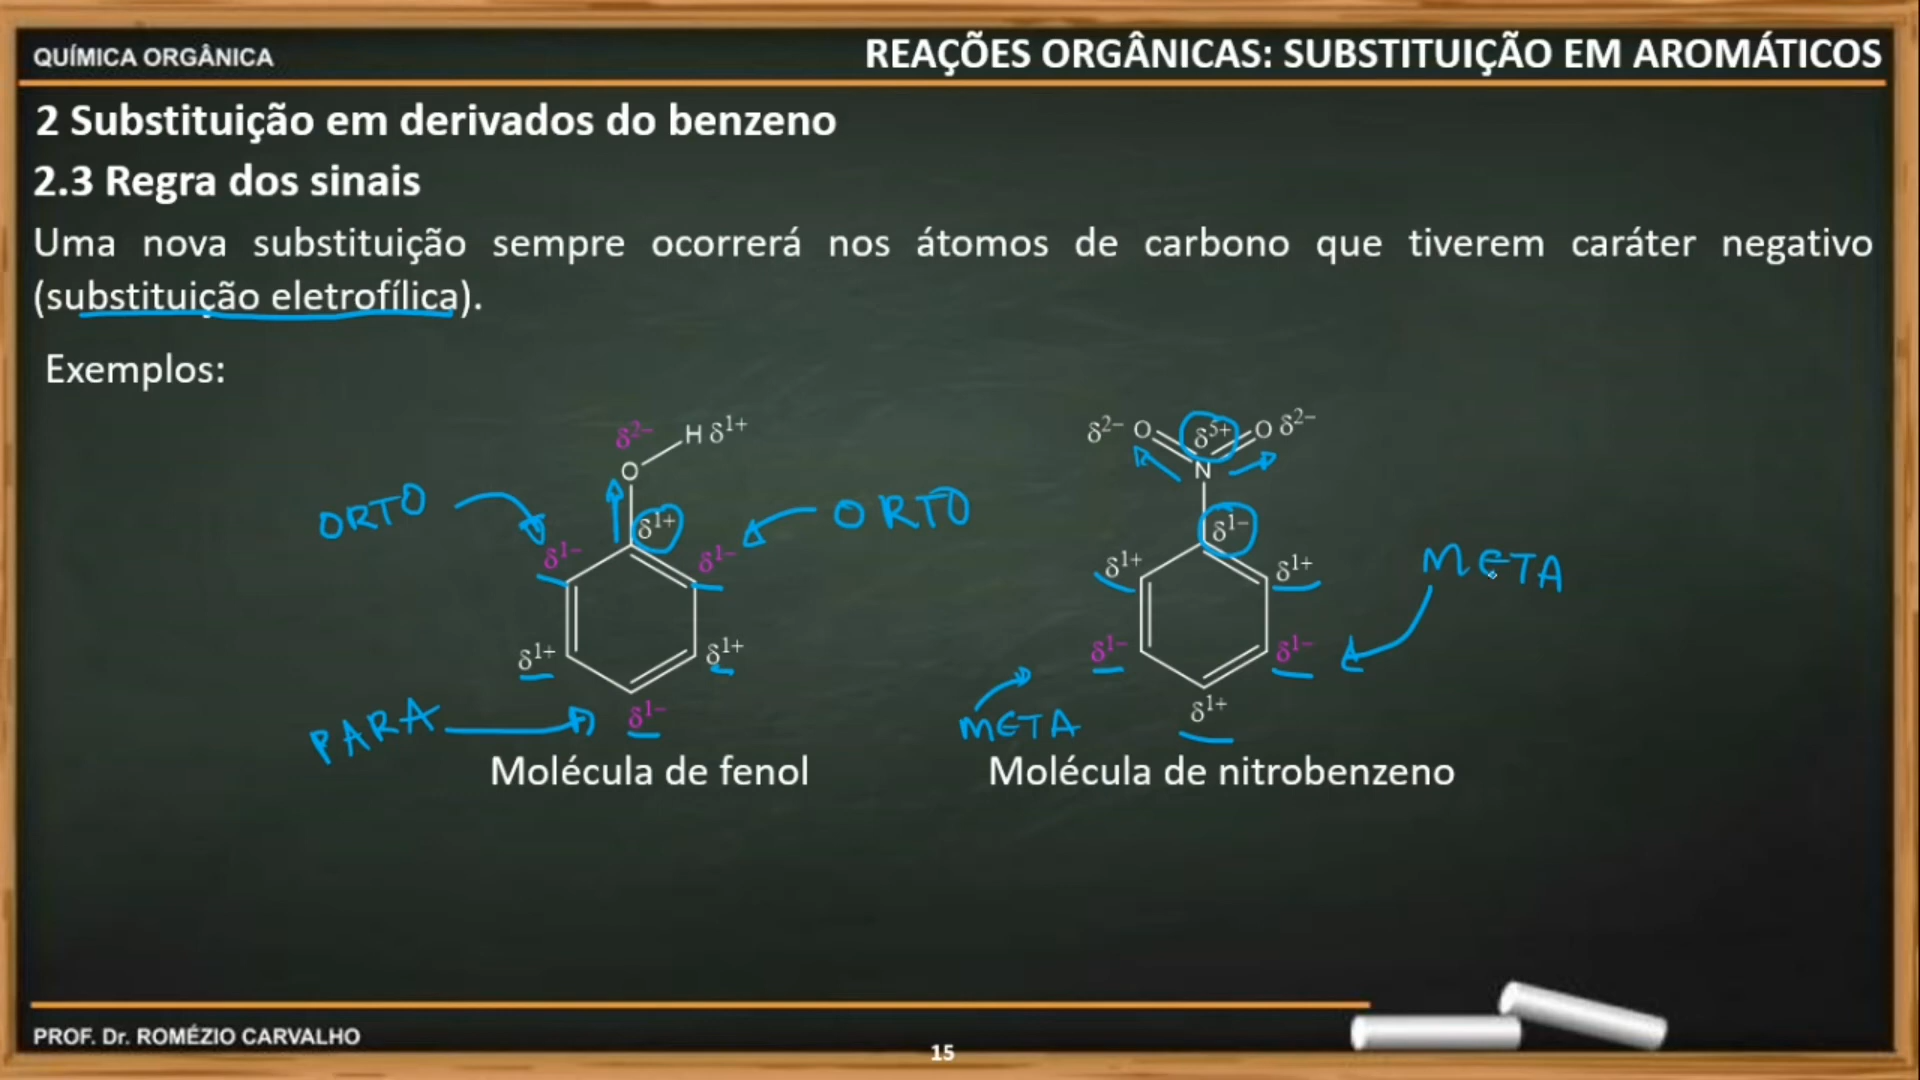 QUÍMICA ORGÂNICA
REAÇÕES ORGÂNICAS: SUBSTITUIÇÃO EM AROMÁTICOS
2 Substituição em derivados do benzeno
2.3 Regra dos sinais
Uma nova substituição sempre ocorrerá nos átomos de carbono que tiverem caráter negativo
(substituição eletrofílica).
Exemplos:
δ2− H δ1+
O
δ2− O δ5+ O δ2−
N
ORTO
ORTO
δ1+
δ1− δ1−
δ1−
δ1+ δ1+
META
δ1+ δ1+
δ1− δ1−
PARA
δ1−
META
δ1+
Molécula de fenol
Molécula de nitrobenzeno
PROF. Dr. ROMÉZIO CARVALHO
15